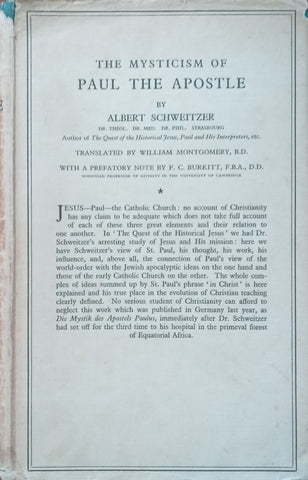 THE MYSTICISM OF
PAUL THE APOSTLE
BY
ALBERT SCHWEITZER
DR. THEOL. DR. MED. DR. PHIL. STRASBOURG
Author of The Quest of the Historical Jesus, Paul and His Interpreters, etc.
TRANSLATED BY WILLIAM MONTGOMERY, B.D.
WITH A PREFATORY NOTE BY F. C. BURKITT, F.B.A., D.D.
NORRISIAN PROFESSOR OF DIVINITY IN THE UNIVERSITY OF CAMBRIDGE
★
JESUS—Paul—the Catholic Church: no account of Christianity
has any claim to be adequate which does not take full account
of each of these three great elements and their relation to
one another. In 'The Quest of the Historical Jesus' we had Dr.
Schweitzer's arresting study of Jesus and His mission: here we
have Schweitzer's view of St. Paul, his thought, his work, his
influence, and, above all, the connection of Paul's view of the
world-order with the Jewish apocalyptic ideas on the one hand and
those of the early Catholic Church on the other. The whole com-
plex of ideas summed up by St. Paul's phrase 'in Christ' is here
explained and his true place in the evolution of Christian teaching
clearly defined. No serious student of Christianity can afford to
neglect this work which was published in Germany last year, as
Die Mystik des Apostels Paulus, immediately after Dr. Schweitzer
had set off for the third time to his hospital in the primeval forest
of Equatorial Africa.